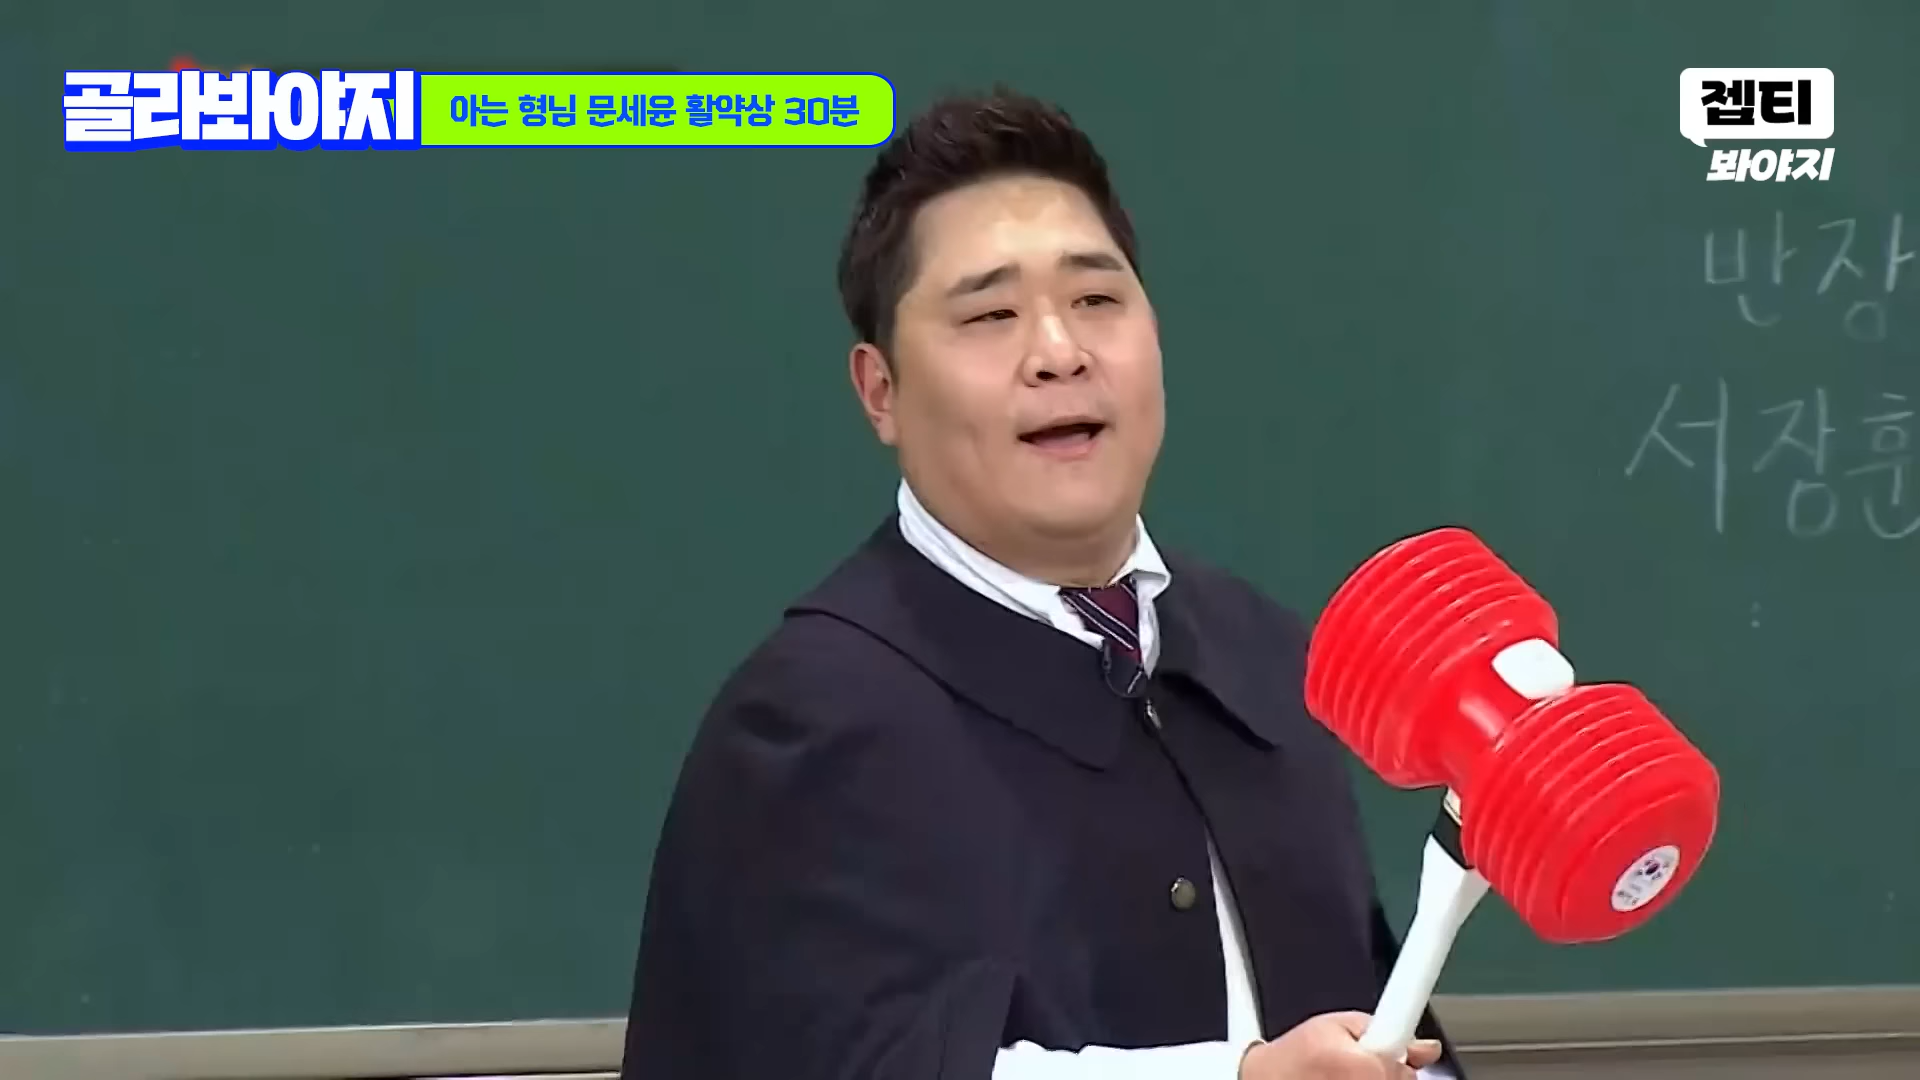 골라봐야지
아는 형님 문세윤 활약상 30분
젭티
봐야지
반장
서장훈